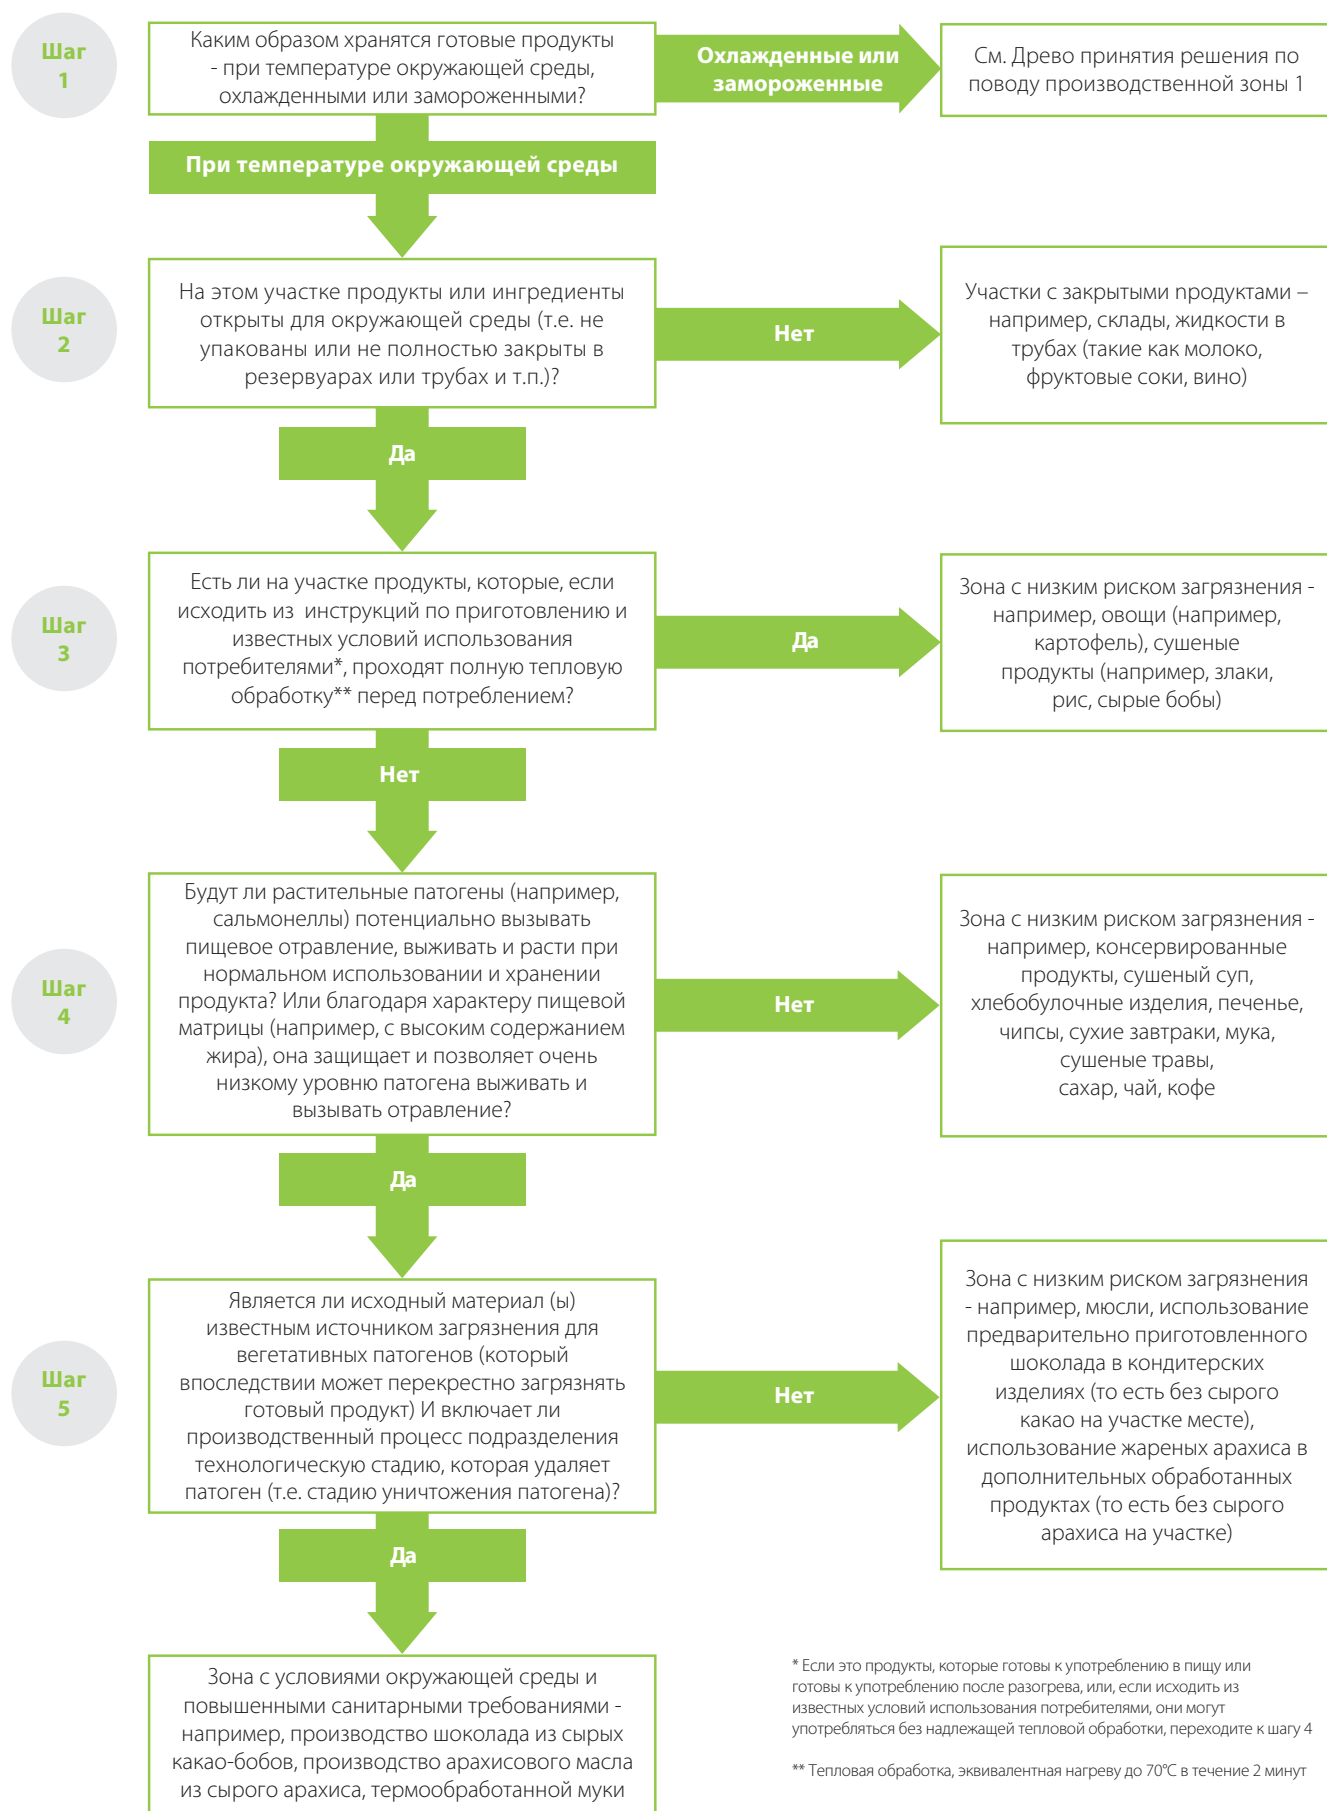 Шаг
1
Каким образом хранятся готовые продукты
- при температуре окружающей среды,
охлажденными или замороженными?
Охлажденные или
замороженные
См. Древо принятия решения по
поводу производственной зоны 1
При температуре окружающей среды
Шаг
2
На этом участке продукты или ингредиенты
открыты для окружающей среды (т.е. не
упакованы или не полностью закрыты в
резервуарах или трубах и т.п.)?
Нет
Участки с закрытыми nродуктами –
например, склады, жидкости в
трубах (такие как молоко,
фруктовые соки, вино)
Да
Шаг
3
Есть ли на участке продукты, которые, если
исходить из инструкций по приготовлению и
известных условий использования
потребителями*, проходят полную тепловую
обработку** перед потреблением?
Да
Зона с низким риском загрязнения -
например, овощи (например,
картофель), сушеные
продукты (например, злаки,
рис, сырые бобы)
Нет
Шаг
4
Будут ли растительные патогены (например,
сальмонеллы) потенциально вызывать
пищевое отравление, выживать и расти при
нормальном использовании и хранении
продукта? Или благодаря характеру пищевой
матрицы (например, с высоким содержанием
жира), она защищает и позволяет очень
низкому уровню патогена выживать и
вызывать отравление?
Нет
Зона с низким риском загрязнения -
например, консервированные
продукты, сушеный суп,
хлебобулочные изделия, печенье,
чипсы, сухие завтраки, мука,
сушеные травы,
сахар, чай, кофе
Да
Шаг
5
Является ли исходный материал (ы)
известным источником загрязнения для
вегетативных патогенов (который
впоследствии может перекрестно загрязнять
готовый продукт) И включает ли
производственный процесс подразделения
технологическую стадию, которая удаляет
патоген (т.е. стадию уничтожения патогена)?
Нет
Зона с низким риском загрязнения
- например, мюсли, использование
предварительно приготовленного
шоколада в кондитерских
изделиях (то есть без сырого
какао на участке месте),
использование жареных арахиса в
дополнительных обработанных
продуктах (то есть без сырого
арахиса на участке)
Да
Зона с условиями окружающей среды и
повышенными санитарными требованиями -
например, производство шоколада из сырых
какао-бобов, производство арахисового масла
из сырого арахиса, термообработанной муки
* Если это продукты, которые готовы к употреблению в пищу или
готовы к употреблению после разогрева, или, если исходить из
известных условий использования потребителями, они могут
употребляться без надлежащей тепловой обработки, переходите к шагу 4
** Тепловая обработка, эквивалентная нагреву до 70°C в течение 2 минут